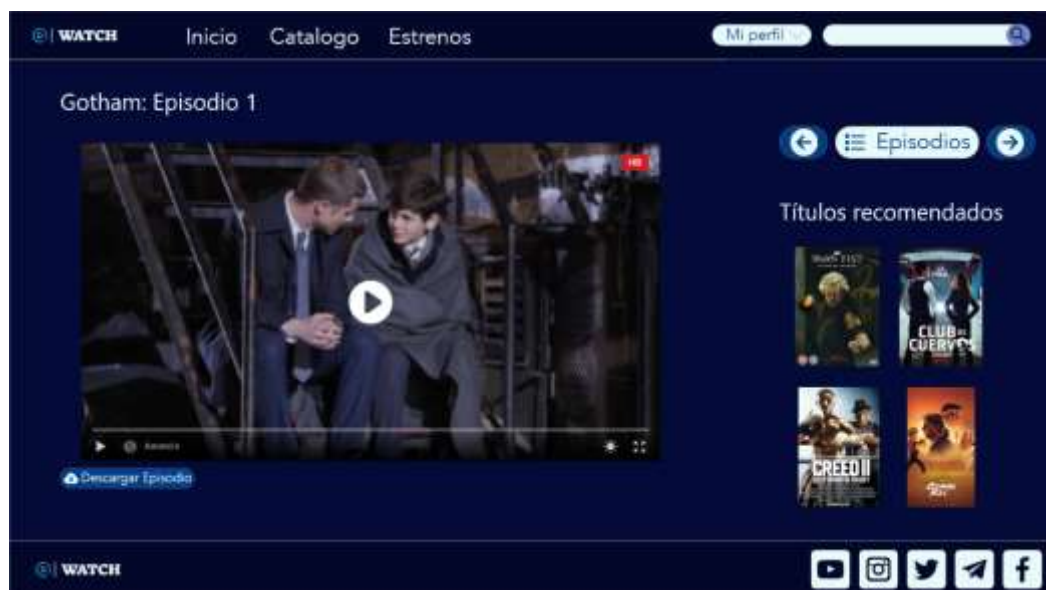 WATCH
Inicio Catalogo Estrenos
Mi perfil
Gotham: Episodio 1
HD
Episodios
Títulos recomendados
CLUB DE
CUERVOS
CREED II
Descargar Episodio
WATCH